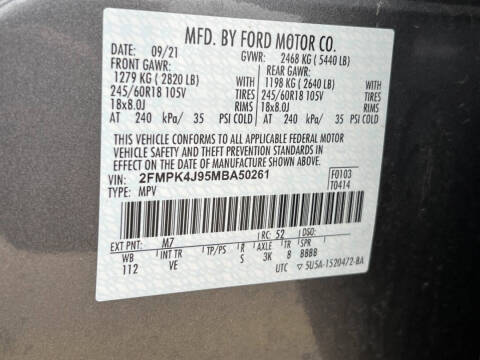 MFD. BY FORD MOTOR CO.
DATE: 09/21 GVWR: 2468 KG ( 5440 LB)
FRONT GAWR: REAR GAWR:
1279 KG ( 2820 LB) WITH 1198 KG ( 2640 LB) WITH
245/60R18 105V TIRES 245/60R18 105V TIRES
18x8.0J RIMS 18x8.0J RIMS
AT 240 kPa/ 35 PSI COLD AT 240 kPa/ 35 PSI COLD
THIS VEHICLE CONFORMS TO ALL APPLICABLE FEDERAL MOTOR
VEHICLE SAFETY AND THEFT PREVENTION STANDARDS IN
EFFECT ON THE DATE OF MANUFACTURE SHOWN ABOVE.
VIN: 2FMPK4J95MBA50261 F0103
TYPE: MPV T0414
EXT PNT: M7 RC: 52 DSO:
WB INT TR TP/PS R AXLE TR SPR
112 VE S 3K 8 8888
UTC ▽ 5U5A-1520472-BA